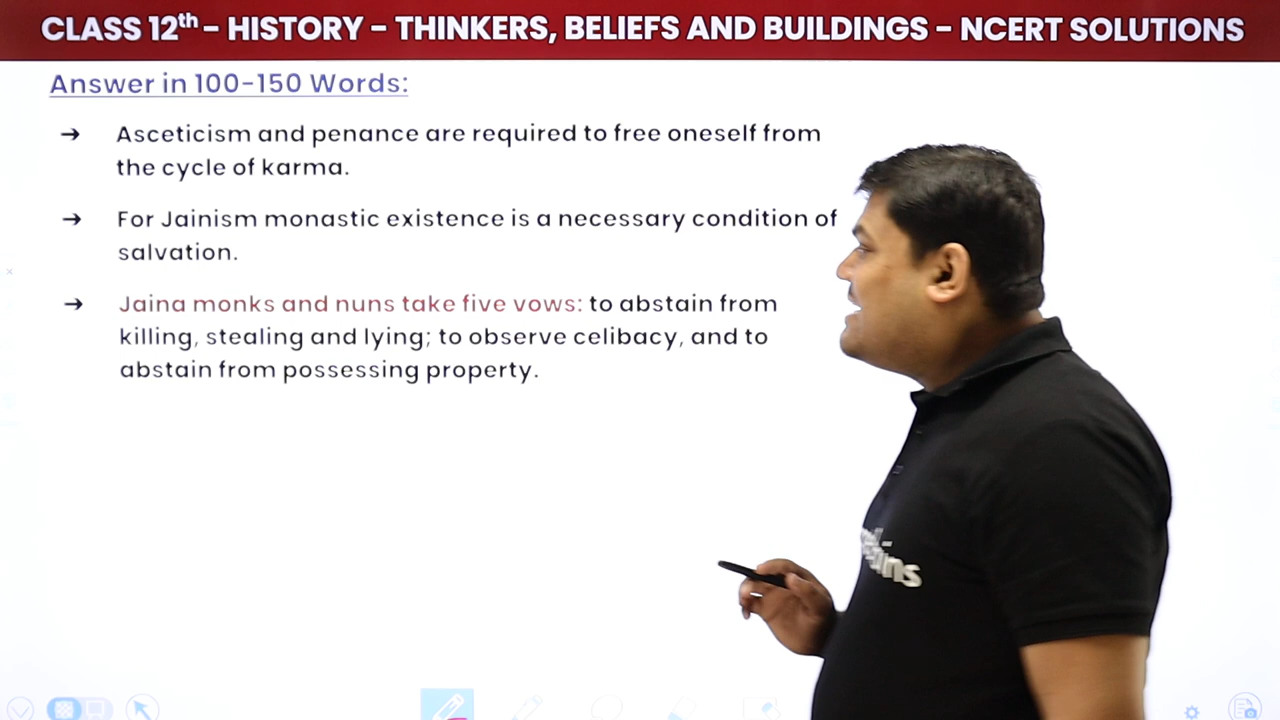 CLASS 12th - HISTORY - THINKERS, BELIEFS AND BUILDINGS - NCERT SOLUTIONS
Answer in 100-150 Words:
➔ Asceticism and penance are required to free oneself from
the cycle of karma.
➔ For Jainism monastic existence is a necessary condition of
salvation.
➔ Jaina monks and nuns take five vows: to abstain from
killing, stealing and lying; to observe celibacy, and to
abstain from possessing property.